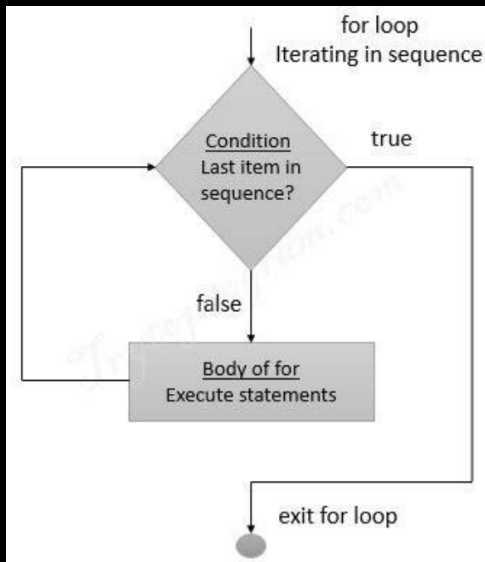 for loop
Iterating in sequence
Condition
Last item in
sequence?
true
false
Body of for
Execute statements
exit for loop